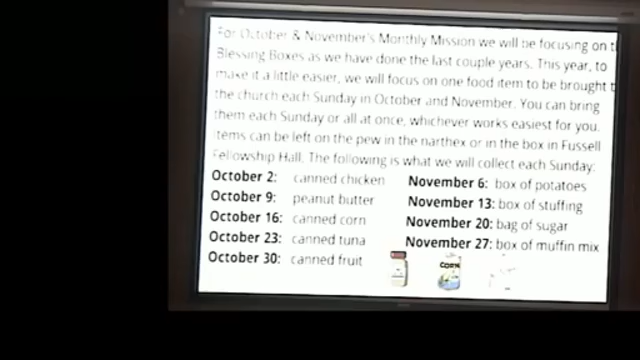 For October & November's Monthly Mission we will be focusing on
Blessing Boxes as we have done the last couple years. This year, to
make it a little easier, we will focus on one food item to be brought
the church each Sunday in October and November. You can bring
them each Sunday or all at once, whichever works easiest for you.
Items can be left on the pew in the narthex or in the box in Fussell
Fellowship Hall. The following is what we will collect each Sunday:
October 2: canned chicken
October 9: peanut butter
October 16: canned corn
October 23: canned tuna
October 30: canned fruit
November 6: box of potatoes
November 13: box of stuffing
November 20: bag of sugar
November 27: box of muffin mix
CORN